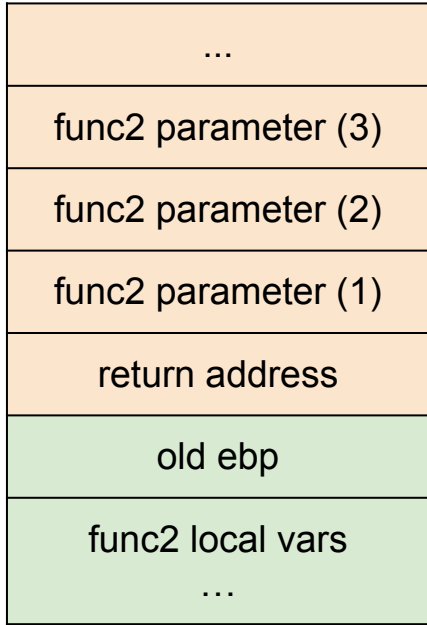 ...
func2 parameter (3)
func2 parameter (2)
func2 parameter (1)
return address
old ebp
func2 local vars
…